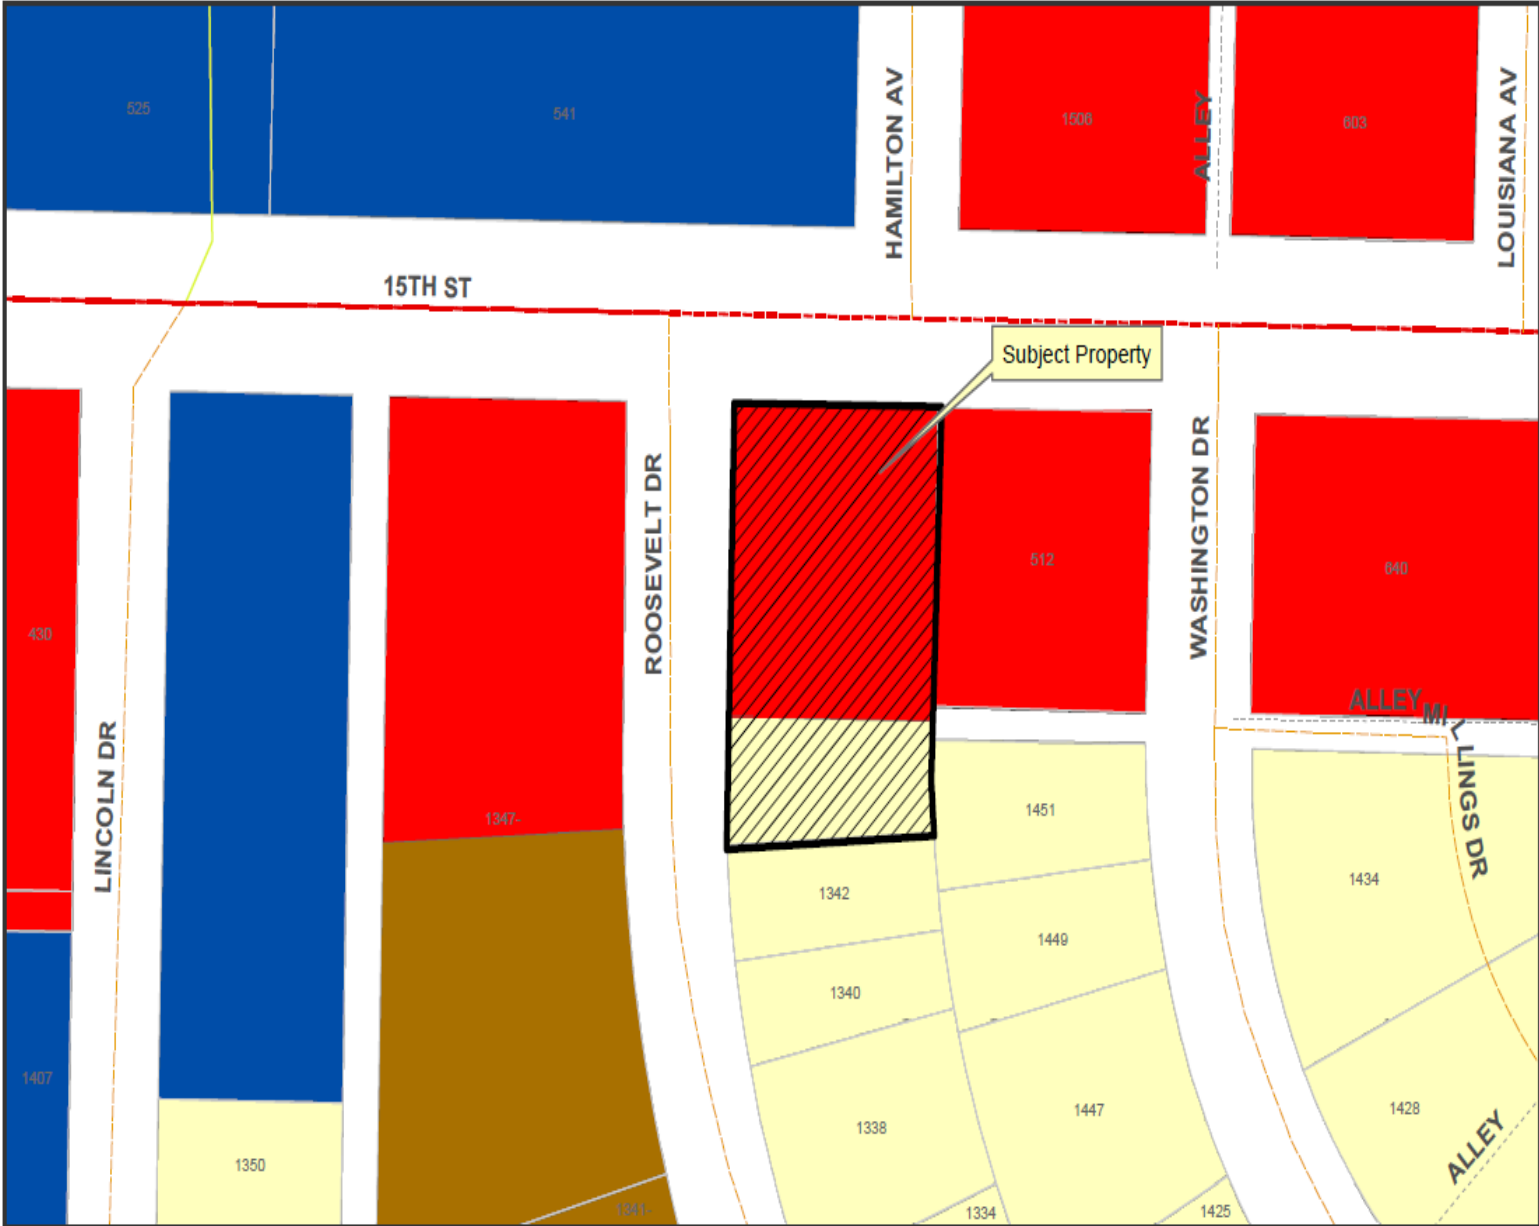 525
541
HAMILTON AV
1506
ALLEY
603
LOUISIANA AV
15TH ST
Subject Property
ROOSEVELT DR
WASHINGTON DR
512
640
430
ALLEY
MILLINGS DR
LINCOLN DR
1347-
1451
1342
1434
1449
1340
1407
1338
1447
1428
ALLEY
1350
1341-
1334
1425